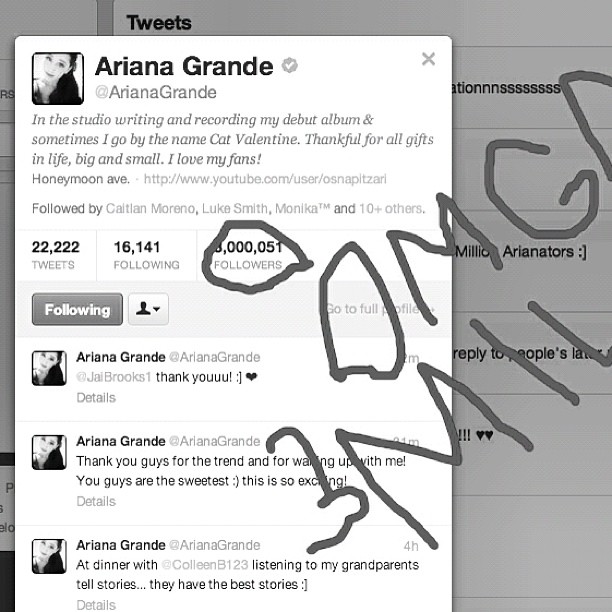 Tweets
Ariana Grande
@ArianaGrande
In the studio writing and recording my debut album &
sometimes I go by the name Cat Valentine. Thankful for all gifts
in life, big and small. I love my fans!
Honeymoon ave. · http://www.youtube.com/user/osnapitzari
Followed by Caitlan Moreno, Luke Smith, Monika™ and 10+ others.
22,222 16,141 3,000,051
TWEETS FOLLOWING FOLLOWERS
Following
Go to full profile →
Ariana Grande @ArianaGrande
@JaiBrooks1 thank youuu! :] ❤
Details
Ariana Grande @ArianaGrande 31m
Thank you guys for the trend and for waiting up with me!
You guys are the sweetest :) this is so exciting!
Details
Ariana Grande @ArianaGrande 4h
At dinner with @ColleenB123 listening to my grandparents
tell stories... they have the best stories :]
Details
ationnnssssssss
Million Arianators :]
reply to people's
!!! ♥♥
OMG
3 MIL